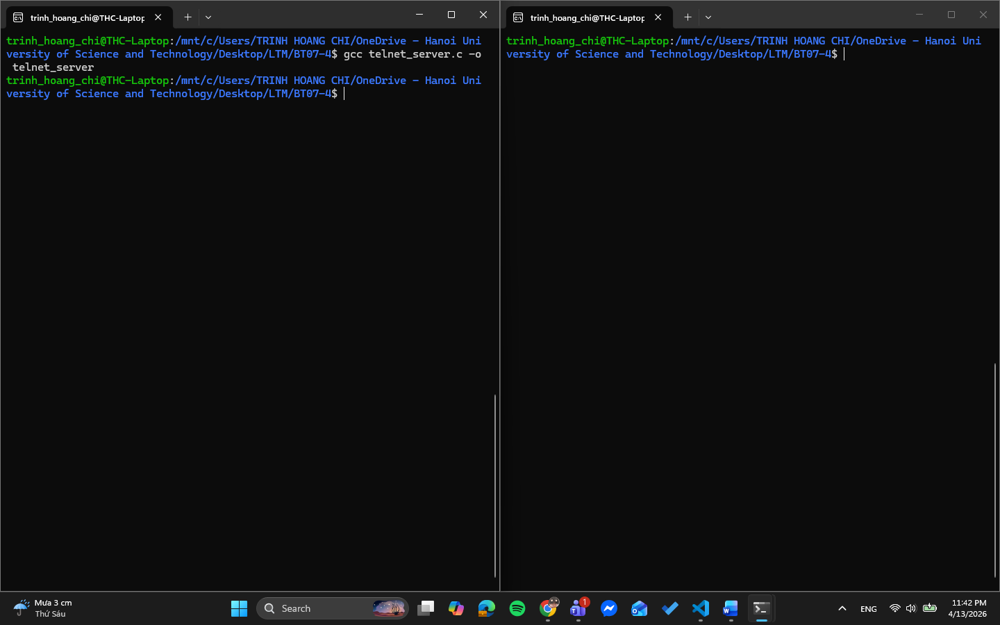 trinh_hoang_chi@THC-Laptop
trinh_hoang_chi@THC-Laptop:/mnt/c/Users/TRINH HOANG CHI/OneDrive - Hanoi Uni
versity of Science and Technology/Desktop/LTM/BT07-4$ gcc telnet_server.c -o
 telnet_server
trinh_hoang_chi@THC-Laptop:/mnt/c/Users/TRINH HOANG CHI/OneDrive - Hanoi Uni
versity of Science and Technology/Desktop/LTM/BT07-4$
trinh_hoang_chi@THC-Laptop
trinh_hoang_chi@THC-Laptop:/mnt/c/Users/TRINH HOANG CHI/OneDrive - Hanoi Uni
versity of Science and Technology/Desktop/LTM/BT07-4$
Mưa 3 cm
Thứ Sáu
Search
1
ENG
11:42 PM
4/13/2026